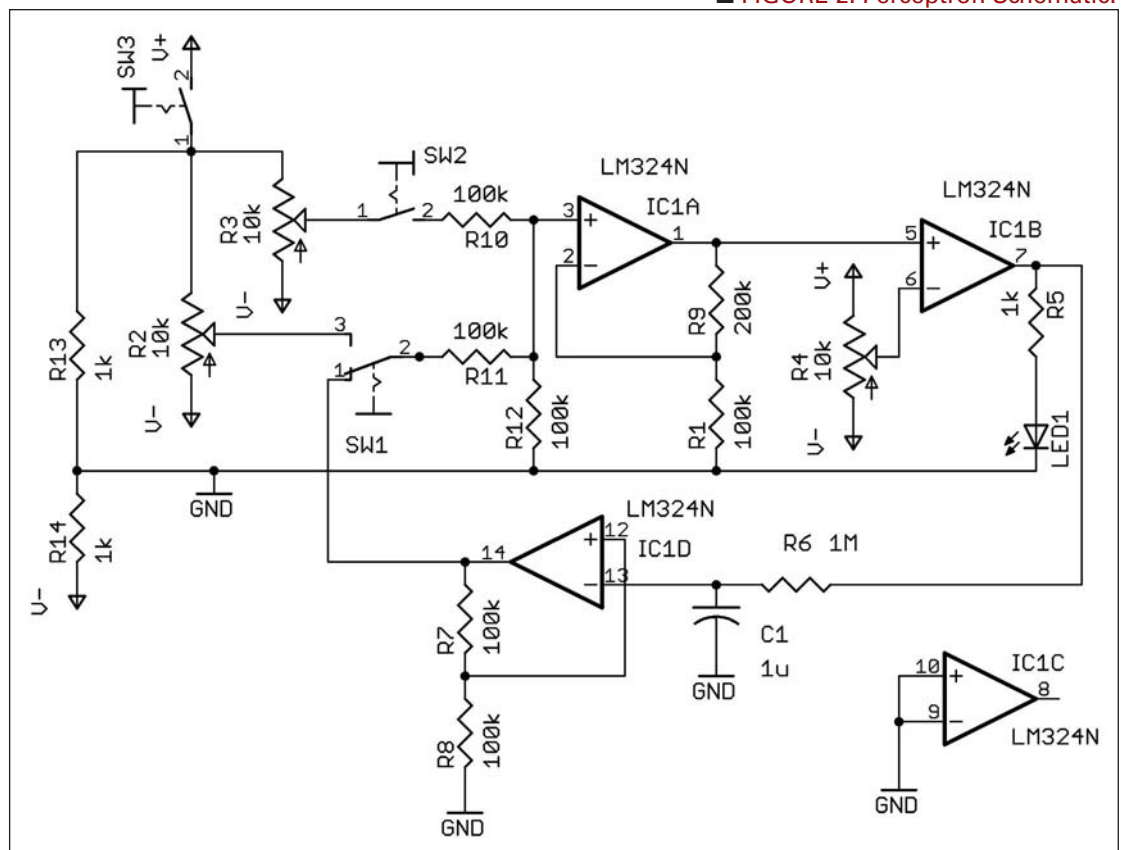 FIGURE 2. Perceptron Schematic.
SW3
V+
2
1
SW2
1
2
100k
R10
LM324N
IC1A
3
+
2
-
1
LM324N
IC1B
5
+
6
-
7
R3
10k
V-
R2
10k
V-
R13
1k
3
1
2
SW1
100k
R11
R12
100k
R9
200k
R1
100k
V+
R4
10k
V-
1k
R5
LED1
GND
R14
1k
V-
LM324N
IC1D
12
+
13
-
14
R6 1M
R7
100k
R8
100k
GND
C1
1u
GND
IC1C
10
+
9
-
8
LM324N
GND